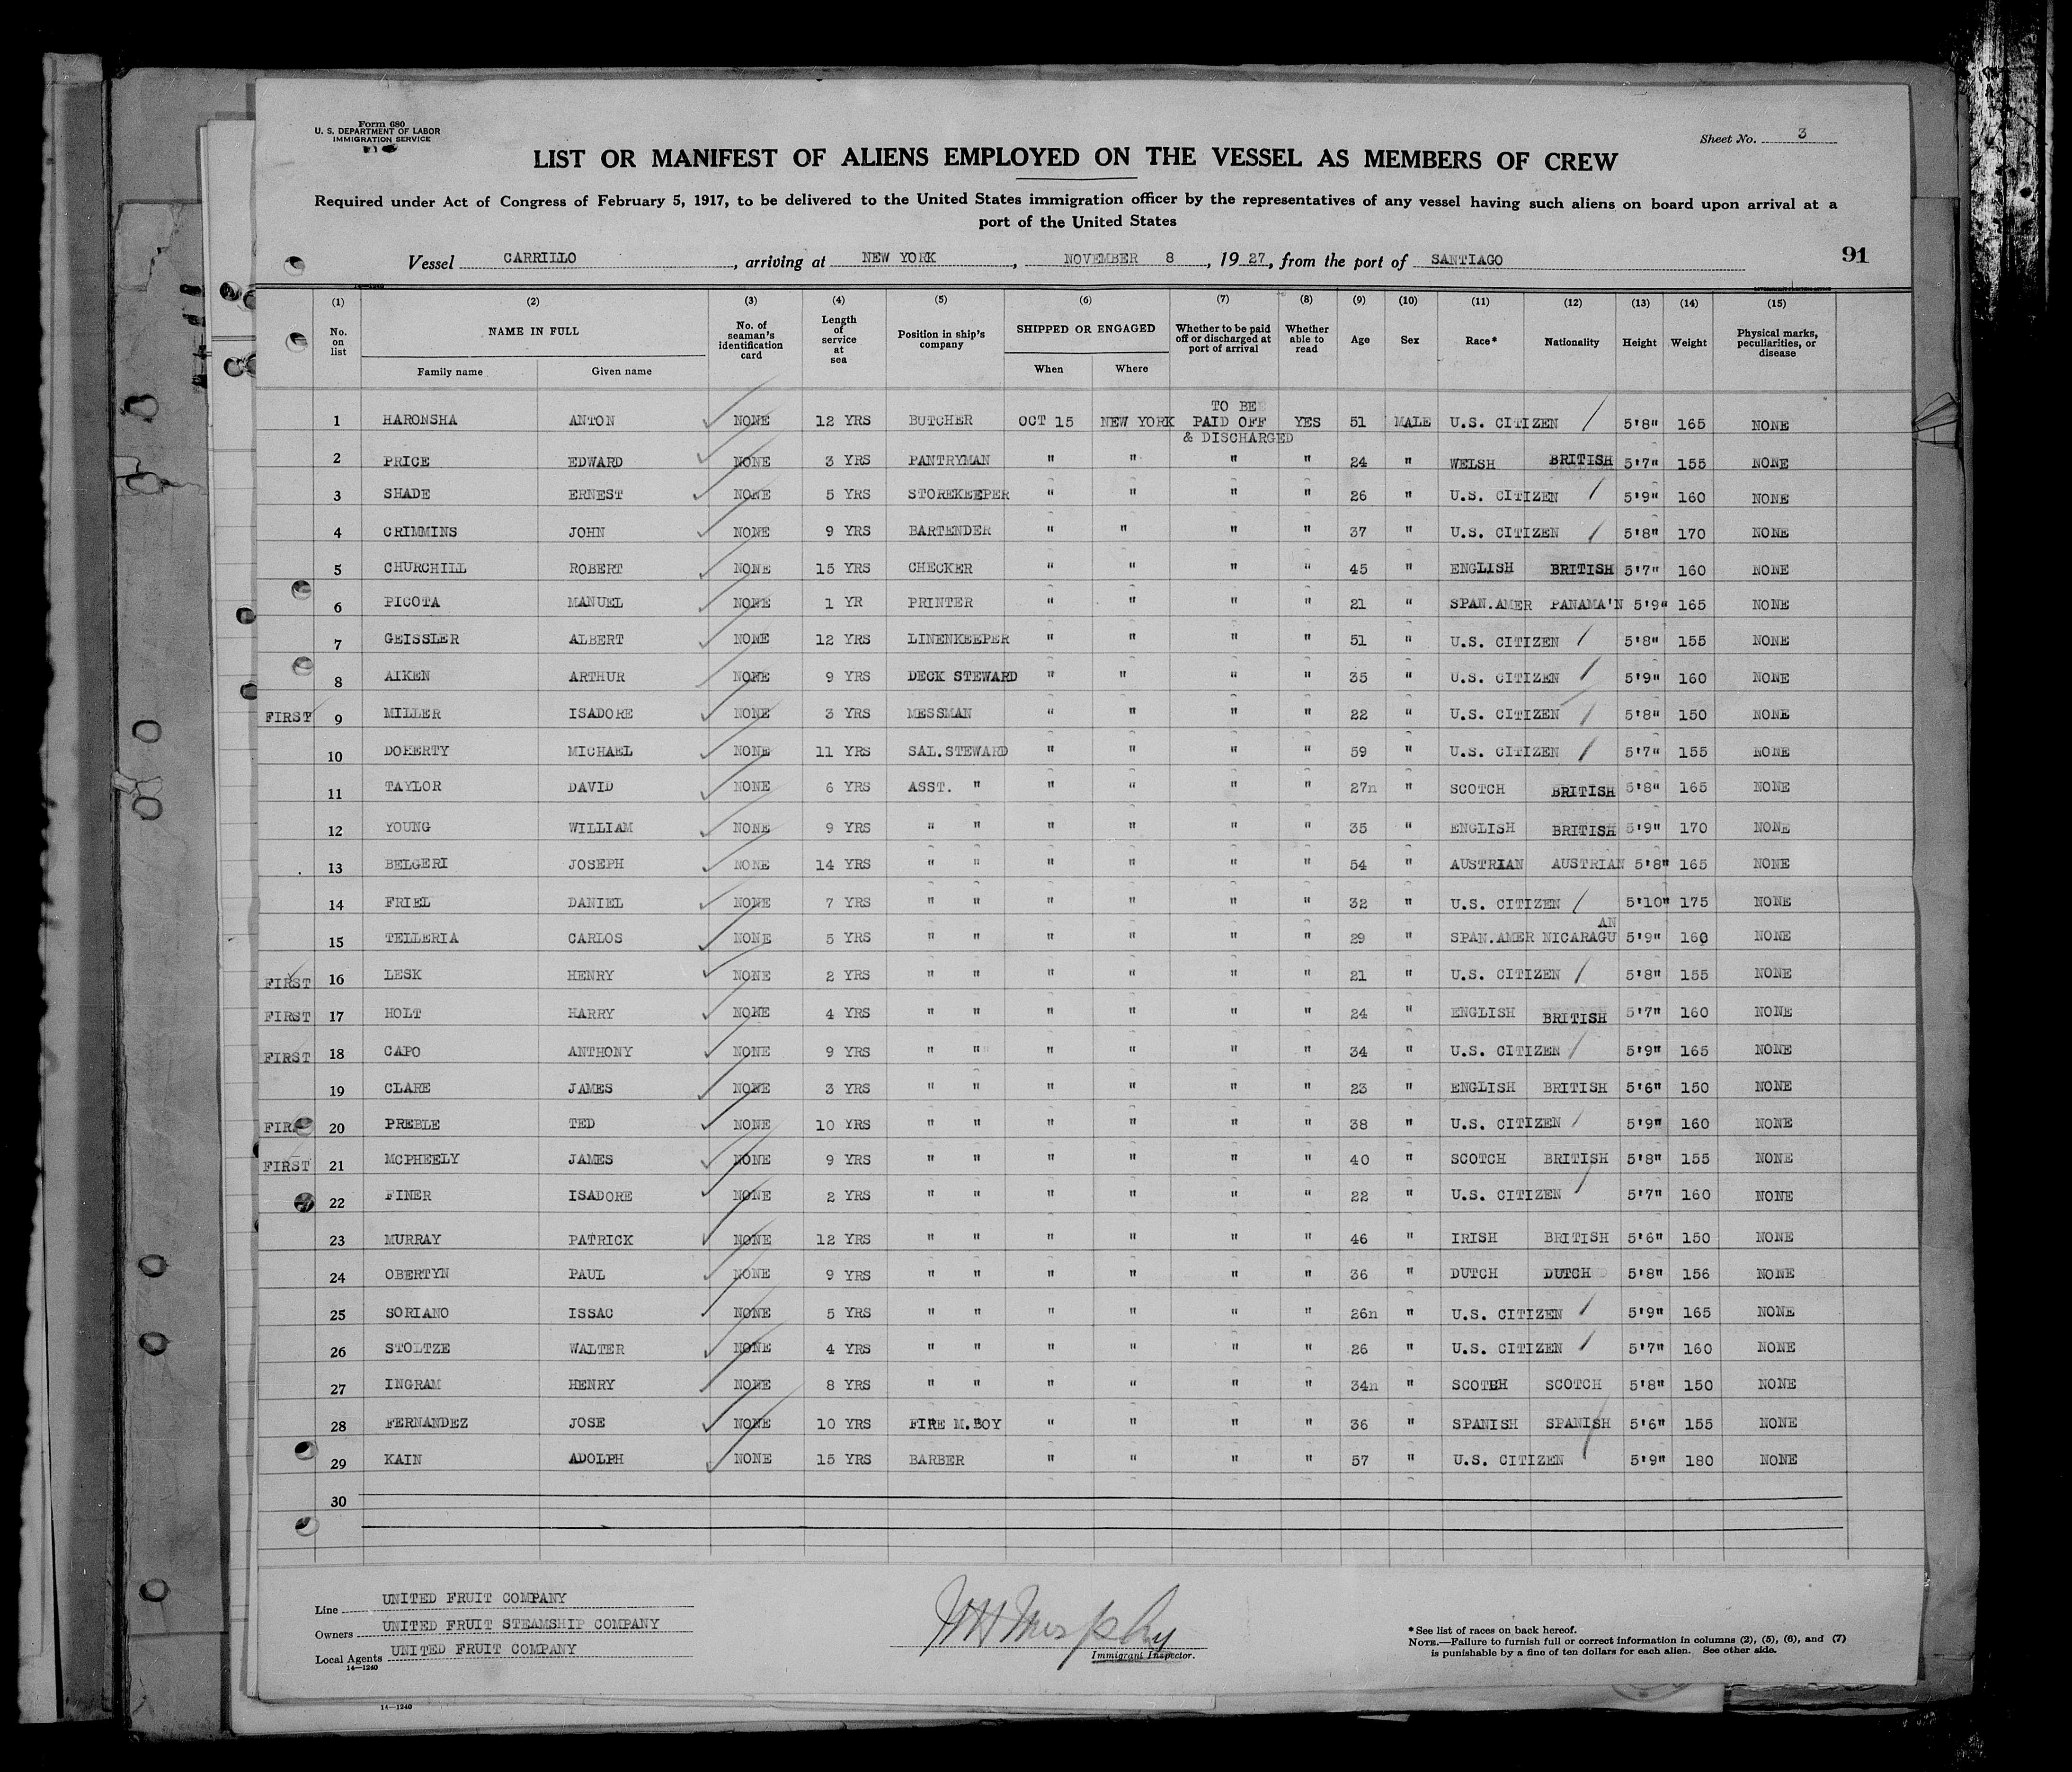 Form 680
U. S. DEPARTMENT OF LABOR
IMMIGRATION SERVICE
Sheet No. 3
LIST OR MANIFEST OF ALIENS EMPLOYED ON THE VESSEL AS MEMBERS OF CREW
Required under Act of Congress of February 5, 1917, to be delivered to the United States immigration officer by the representatives of any vessel having such aliens on board upon arrival at a
port of the United States
Vessel CARRILLO, arriving at NEW YORK, NOVEMBER 8, 1927, from the port of SANTIAGO 91
(1) (2) (3) (4) (5) (6) (7) (8) (9) (10) (11) (12) (13) (14) (15)
No. on list NAME IN FULL Family name Given name No. of seaman's identification card Length of service at sea Position in ship's company SHIPPED OR ENGAGED When Where Whether to be paid off or discharged at port of arrival Whether able to read Age Sex Race* Nationality Height Weight Physical marks, peculiarities, or disease
TO BE
1 HARONSHA ANTON NONE 12 YRS BUTCHER OCT 15 NEW YORK PAID OFF YES 51 MALE U.S. CITIZEN 5'8" 165 NONE
& DISCHARGED
2 PRICE EDWARD NONE 3 YRS PANTRYMAN " " " " 24 " WELSH BRITISH 5'7" 155 NONE
3 SHADE ERNEST NONE 5 YRS STOREKEEPER " " " " 26 " U.S. CITIZEN 5'9" 160 NONE
4 CRIMMINS JOHN NONE 9 YRS BARTENDER " " " " 37 " U.S. CITIZEN 5'8" 170 NONE
5 CHURCHILL ROBERT NONE 15 YRS CHECKER " " " " 45 " ENGLISH BRITISH 5'7" 160 NONE
6 PICOTA MANUEL NONE 1 YR PRINTER " " " " 21 " SPAN.AMER PANAMA'N 5'9" 165 NONE
7 GEISSLER ALBERT NONE 12 YRS LINENKEEPER " " " " 51 " U.S. CITIZEN 5'8" 155 NONE
8 AIKEN ARTHUR NONE 9 YRS DECK STEWARD " " " " 35 " U.S. CITIZEN 5'9" 160 NONE
FIRST 9 MILLER ISADORE NONE 3 YRS MESSMAN " " " " 22 " U.S. CITIZEN 5'8" 150 NONE
10 DOHERTY MICHAEL NONE 11 YRS SAL.STEWARD " " " " 59 " U.S. CITIZEN 5'7" 155 NONE
11 TAYLOR DAVID NONE 6 YRS ASST. " " " " " 27n " SCOTCH BRITISH 5'8" 165 NONE
12 YOUNG WILLIAM NONE 9 YRS " " " " " " 35 " ENGLISH BRITISH 5'9" 170 NONE
13 BELGERI JOSEPH NONE 14 YRS " " " " " " 54 " AUSTRIAN AUSTRIAN 5'8" 165 NONE
14 FRIEL DANIEL NONE 7 YRS " " " " " " 32 " U.S. CITIZEN 5'10" 175 NONE
AN
15 TELLERIA CARLOS NONE 5 YRS " " " " " " 29 " SPAN.AMER NICARAGU 5'9" 160 NONE
FIRST 16 LESK HENRY NONE 2 YRS " " " " " " 21 " U.S. CITIZEN 5'8" 155 NONE
FIRST 17 HOLT HARRY NONE 4 YRS " " " " " " 24 " ENGLISH BRITISH 5'7" 160 NONE
FIRST 18 CAPO ANTHONY NONE 9 YRS " " " " " " 34 " U.S. CITIZEN 5'9" 165 NONE
19 CLARE JAMES NONE 3 YRS " " " " " " 23 " ENGLISH BRITISH 5'6" 150 NONE
FIRS 20 PREBLE TED NONE 10 YRS " " " " " " 38 " U.S. CITIZEN 5'9" 160 NONE
FIRST 21 MCPHEELY JAMES NONE 9 YRS " " " " " " 40 " SCOTCH BRITISH 5'8" 155 NONE
22 FINER ISADORE NONE 2 YRS " " " " " " 22 " U.S. CITIZEN 5'7" 160 NONE
23 MURRAY PATRICK NONE 12 YRS " " " " " " 46 " IRISH BRITISH 5'6" 150 NONE
24 OBERTYN PAUL NONE 9 YRS " " " " " " 36 " DUTCH DUTCH 5'8" 156 NONE
25 SORIANO ISSAC NONE 5 YRS " " " " " " 26n " U.S. CITIZEN 5'9" 165 NONE
26 STOLTZE WALTER NONE 4 YRS " " " " " " 26 " U.S. CITIZEN 5'7" 160 NONE
27 INGRAM HENRY NONE 8 YRS " " " " " " 34n " SCOTCH SCOTCH 5'8" 150 NONE
28 FERNANDEZ JOSE NONE 10 YRS FIRE M.BOY " " " " 36 " SPANISH SPANISH 5'6" 155 NONE
29 KAIN ADOLPH NONE 15 YRS BARBER " " " " 57 " U.S. CITIZEN 5'9" 180 NONE
30
Line UNITED FRUIT COMPANY
Owners UNITED FRUIT STEAMSHIP COMPANY
Local Agents UNITED FRUIT COMPANY
14—1240
W H Murphy
Immigrant Inspector.
* See list of races on back hereof.
NOTE.—Failure to furnish full or correct information in columns (2), (5), (6), and (7)
is punishable by a fine of ten dollars for each alien. See other side.
14—1240